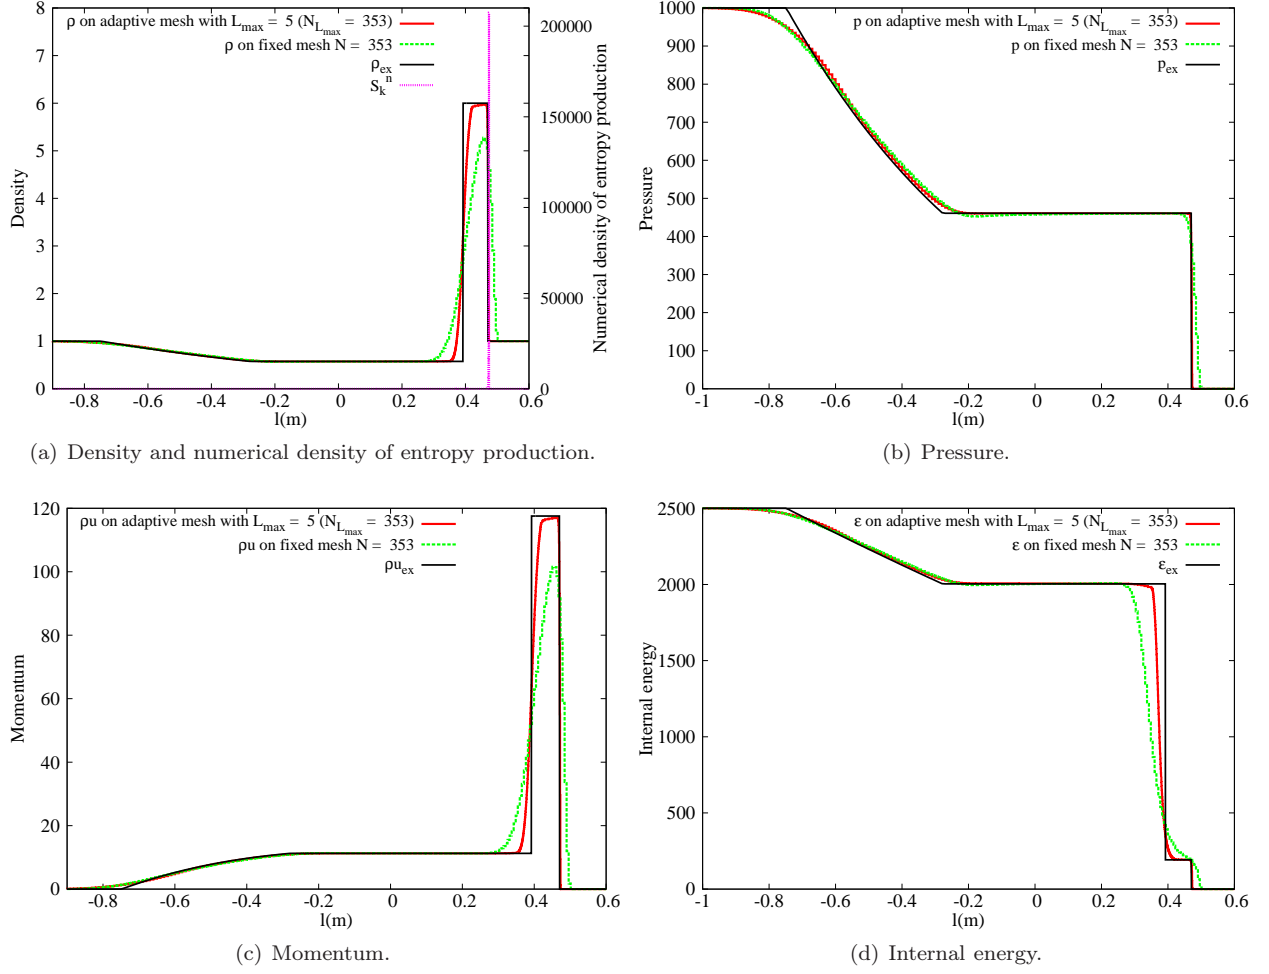 ρ on adaptive mesh with L_max = 5 (N_L_max = 353)
ρ on fixed mesh N = 353
ρ_ex
S_k^n
8
7
6
5
4
3
2
1
0
Density
200000
150000
100000
50000
0
Numerical density of entropy production
-0.8 -0.6 -0.4 -0.2 0 0.2 0.4 0.6
l(m)
(a) Density and numerical density of entropy production.
p on adaptive mesh with L_max = 5 (N_L_max = 353)
p on fixed mesh N = 353
p_ex
1000
900
800
700
600
500
400
300
200
100
0
Pressure
-1 -0.8 -0.6 -0.4 -0.2 0 0.2 0.4 0.6
l(m)
(b) Pressure.
ρu on adaptive mesh with L_max = 5 (N_L_max = 353)
ρu on fixed mesh N = 353
ρu_ex
120
100
80
60
40
20
0
Momentum
-0.8 -0.6 -0.4 -0.2 0 0.2 0.4 0.6
l(m)
(c) Momentum.
ε on adaptive mesh with L_max = 5 (N_L_max = 353)
ε on fixed mesh N = 353
ε_ex
2500
2000
1500
1000
500
0
Internal energy
-1 -0.8 -0.6 -0.4 -0.2 0 0.2 0.4 0.6
l(m)
(d) Internal energy.